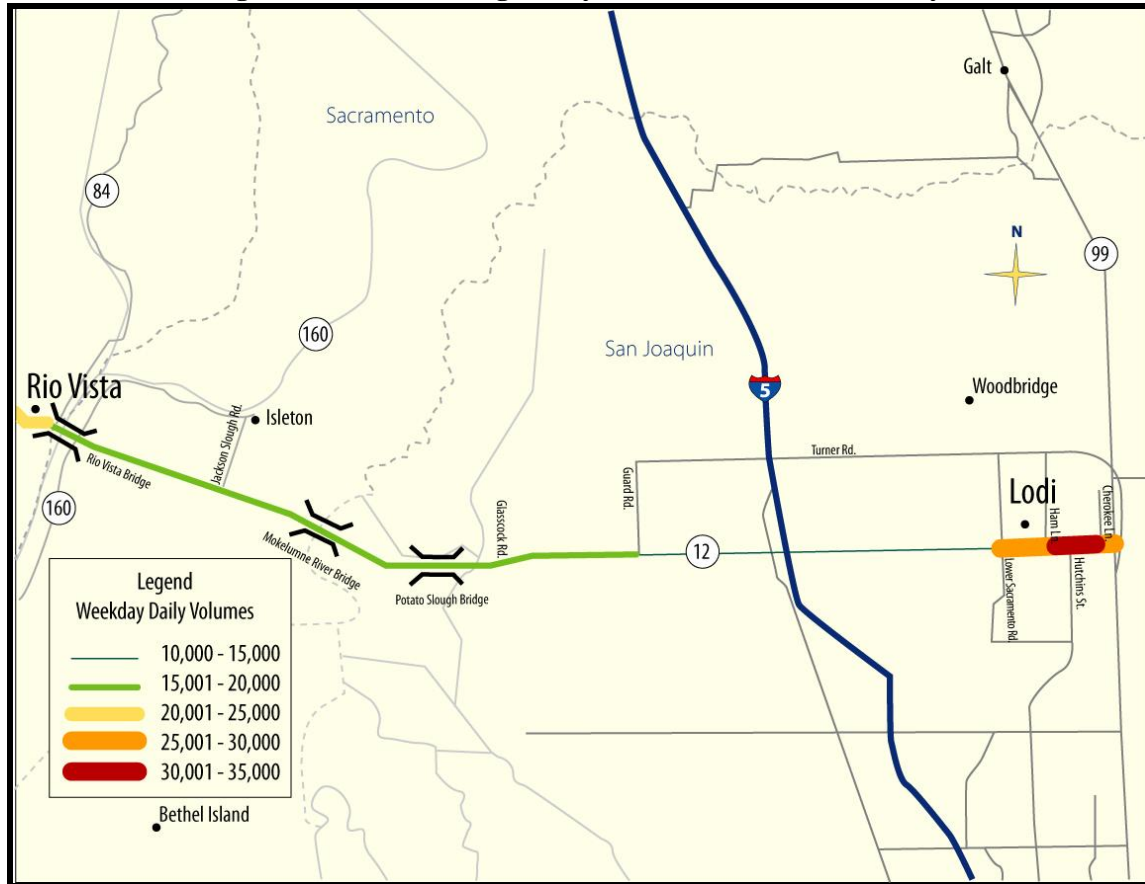 Galt
Sacramento
84
N
99
160
San Joaquin
5
Rio Vista
Isleton
Woodbridge
Jackson Slough Rd.
Rio Vista Bridge
Turner Rd.
Guard Rd.
160
Glasscock Rd.
Lodi
Ham Ln.
Cherokee Ln.
Mokelumne River Bridge
12
Potato Slough Bridge
Lower Sacramento Rd.
Hutchins St.
Legend
Weekday Daily Volumes
10,000 - 15,000
15,001 - 20,000
20,001 - 25,000
25,001 - 30,000
30,001 - 35,000
Bethel Island